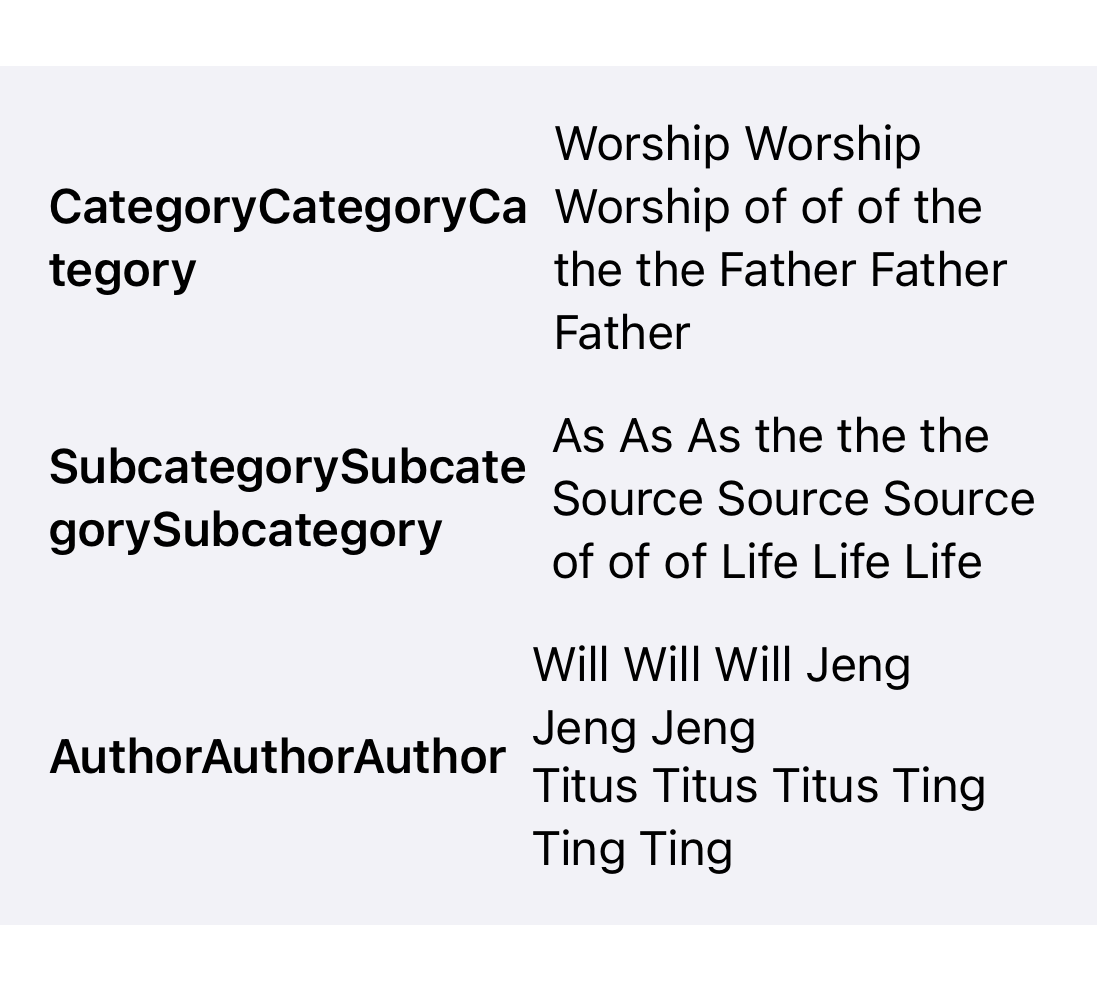 CategoryCategoryCa
tegory
Worship Worship
Worship of of of the
the the Father Father
Father
SubcategorySubcate
gorySubcategory
As As As the the the
Source Source Source
of of of Life Life Life
AuthorAuthorAuthor
Will Will Will Jeng
Jeng Jeng
Titus Titus Titus Ting
Ting Ting